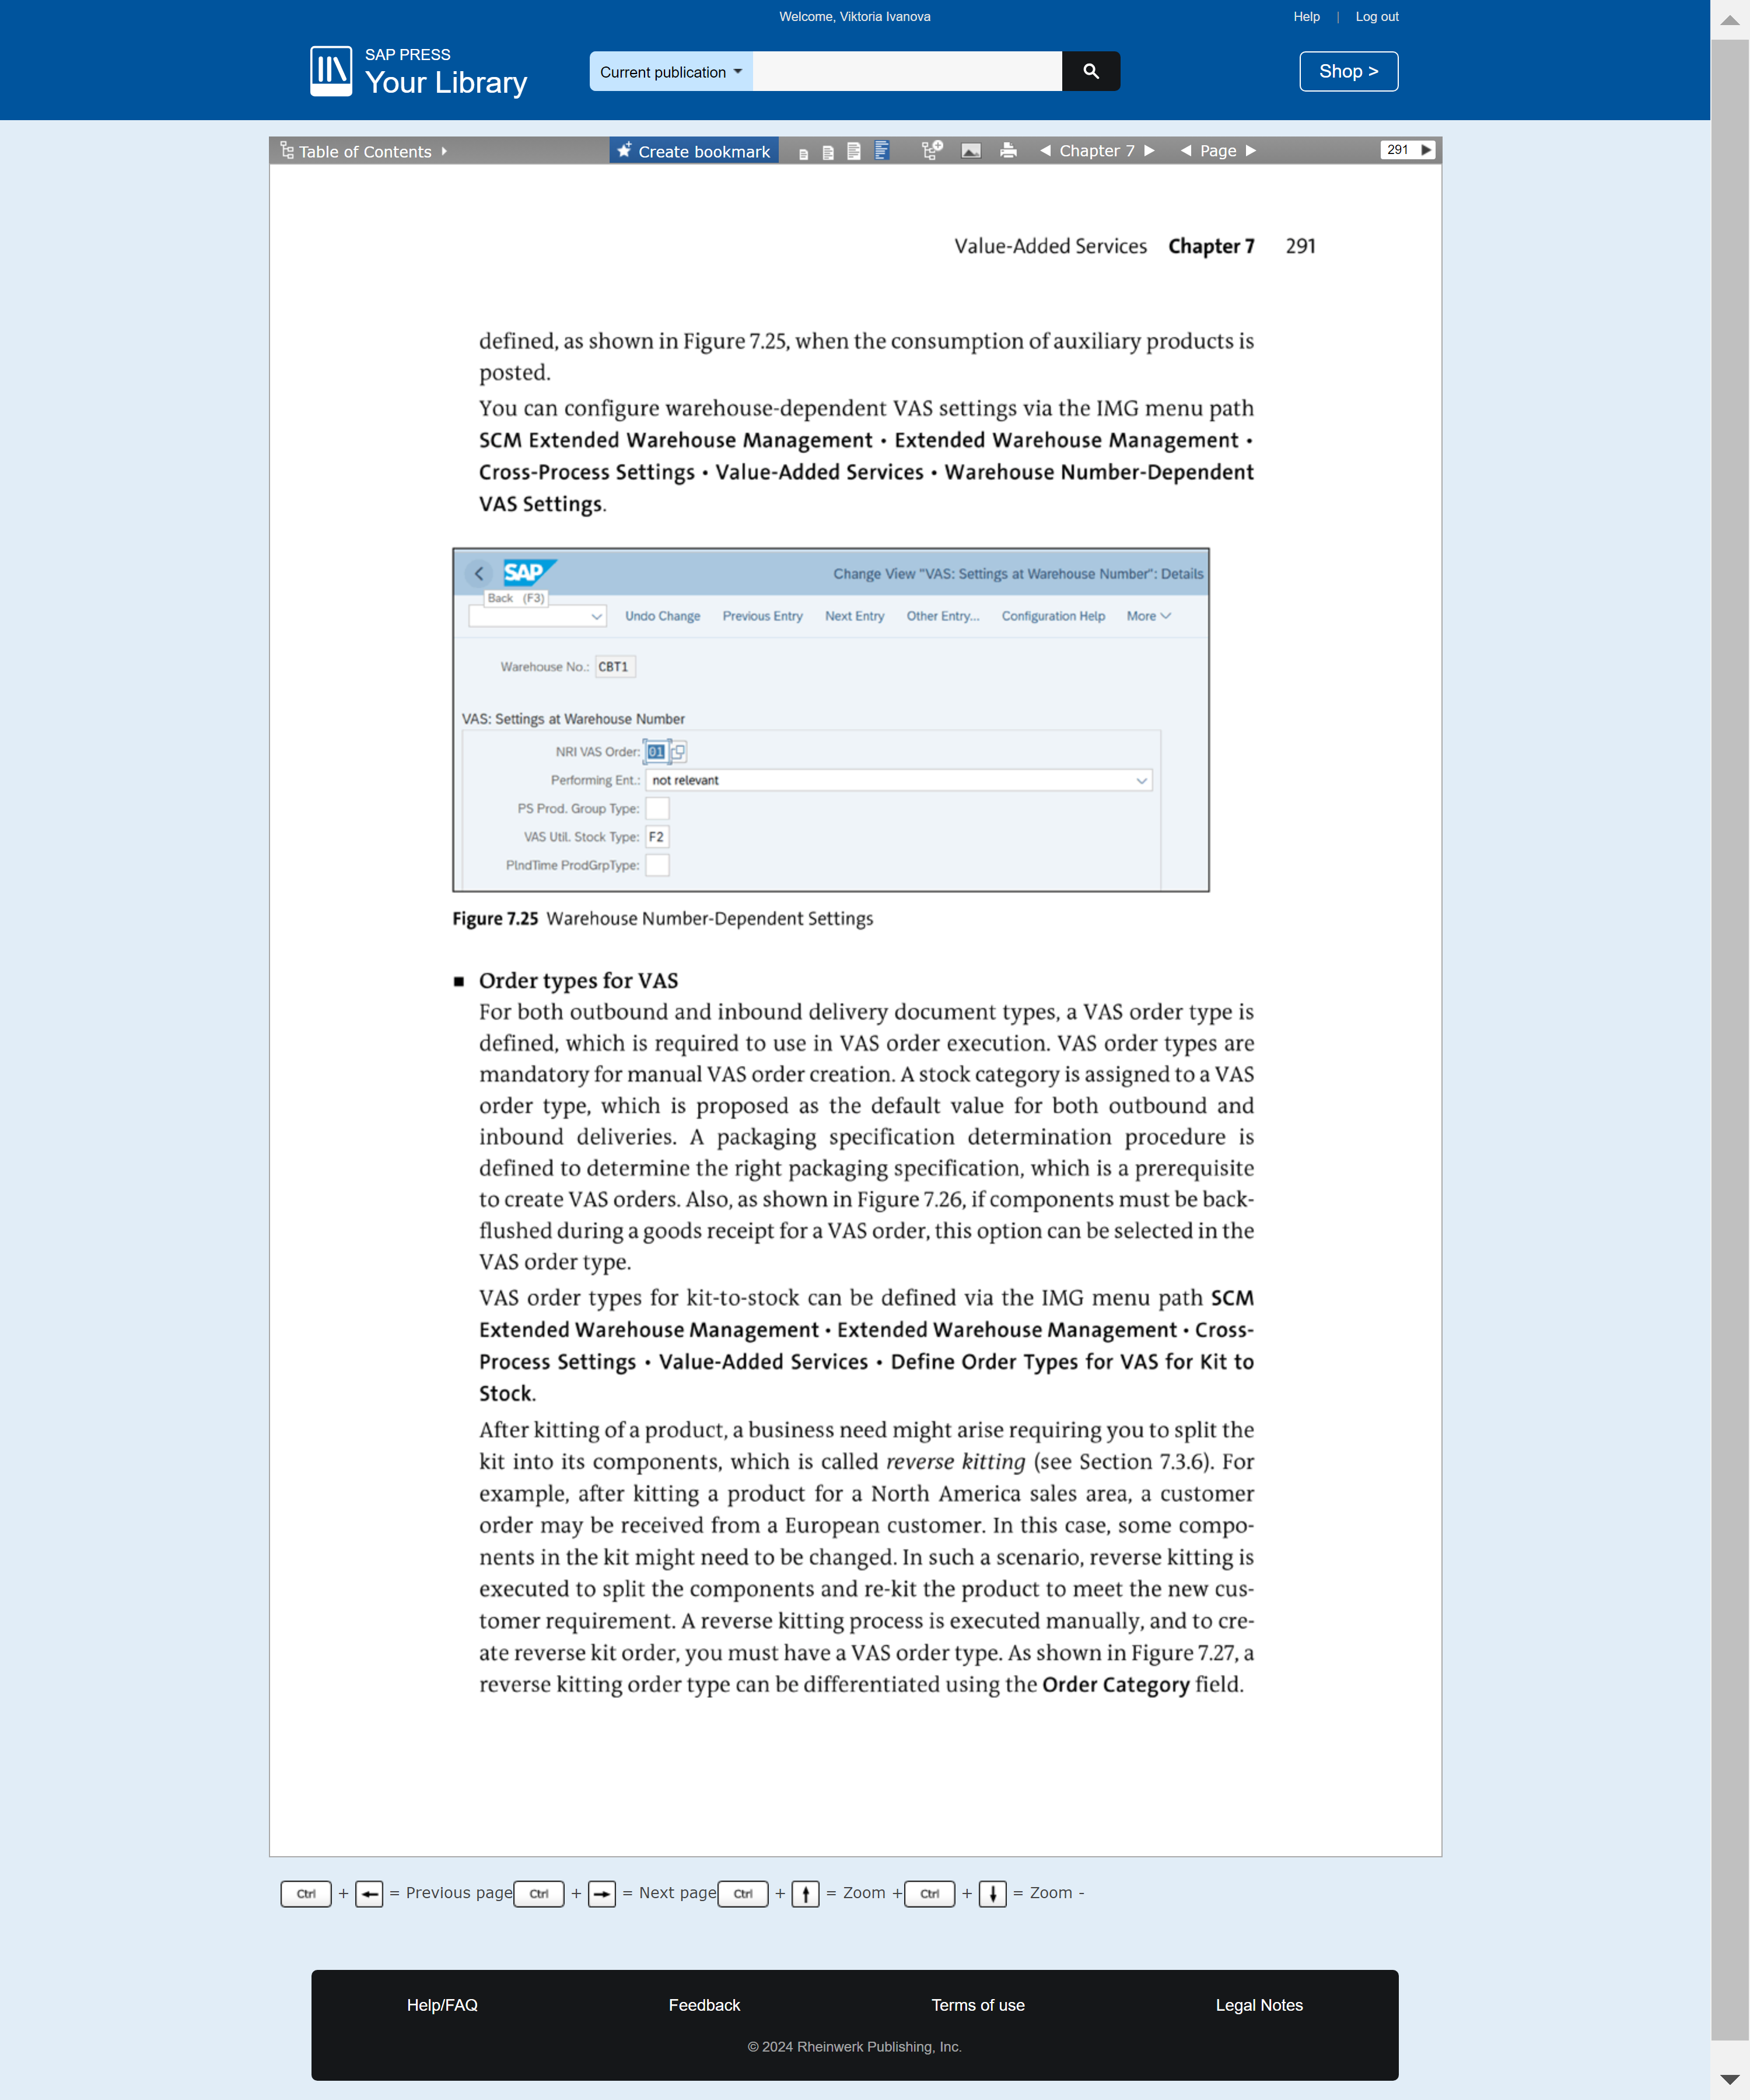 Welcome, Viktoria Ivanova
Help | Log out
SAP PRESS
Your Library
Current publication
Shop >
Table of Contents
Create bookmark
Chapter 7
Page
291
Value-Added Services Chapter 7 291
defined, as shown in Figure 7.25, when the consumption of auxiliary products is
posted.
You can configure warehouse-dependent VAS settings via the IMG menu path
SCM Extended Warehouse Management • Extended Warehouse Management •
Cross-Process Settings • Value-Added Services • Warehouse Number-Dependent
VAS Settings.
SAP
Change View "VAS: Settings at Warehouse Number": Details
Back (F3)
Undo Change Previous Entry Next Entry Other Entry... Configuration Help More
Warehouse No.: CBT1
VAS: Settings at Warehouse Number
NRI VAS Order: 01
Performing Ent.: not relevant
PS Prod. Group Type:
VAS Util. Stock Type: F2
PlndTime ProdGrpType:
Figure 7.25 Warehouse Number-Dependent Settings
■ Order types for VAS
For both outbound and inbound delivery document types, a VAS order type is
defined, which is required to use in VAS order execution. VAS order types are
mandatory for manual VAS order creation. A stock category is assigned to a VAS
order type, which is proposed as the default value for both outbound and
inbound deliveries. A packaging specification determination procedure is
defined to determine the right packaging specification, which is a prerequisite
to create VAS orders. Also, as shown in Figure 7.26, if components must be back-
flushed during a goods receipt for a VAS order, this option can be selected in the
VAS order type.
VAS order types for kit-to-stock can be defined via the IMG menu path SCM
Extended Warehouse Management • Extended Warehouse Management • Cross-
Process Settings • Value-Added Services • Define Order Types for VAS for Kit to
Stock.
After kitting of a product, a business need might arise requiring you to split the
kit into its components, which is called reverse kitting (see Section 7.3.6). For
example, after kitting a product for a North America sales area, a customer
order may be received from a European customer. In this case, some compo-
nents in the kit might need to be changed. In such a scenario, reverse kitting is
executed to split the components and re-kit the product to meet the new cus-
tomer requirement. A reverse kitting process is executed manually, and to cre-
ate reverse kit order, you must have a VAS order type. As shown in Figure 7.27, a
reverse kitting order type can be differentiated using the Order Category field.
Ctrl + ← = Previous page Ctrl + → = Next page Ctrl + ↑ = Zoom + Ctrl + ↓ = Zoom -
Help/FAQ Feedback Terms of use Legal Notes
© 2024 Rheinwerk Publishing, Inc.